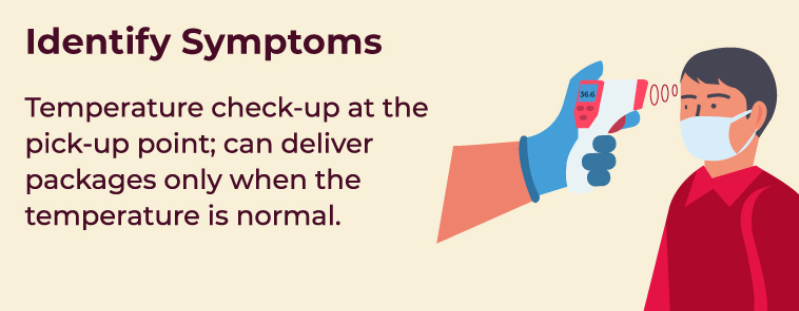 Identify Symptoms
Temperature check-up at the
pick-up point; can deliver
packages only when the
temperature is normal.
36.6